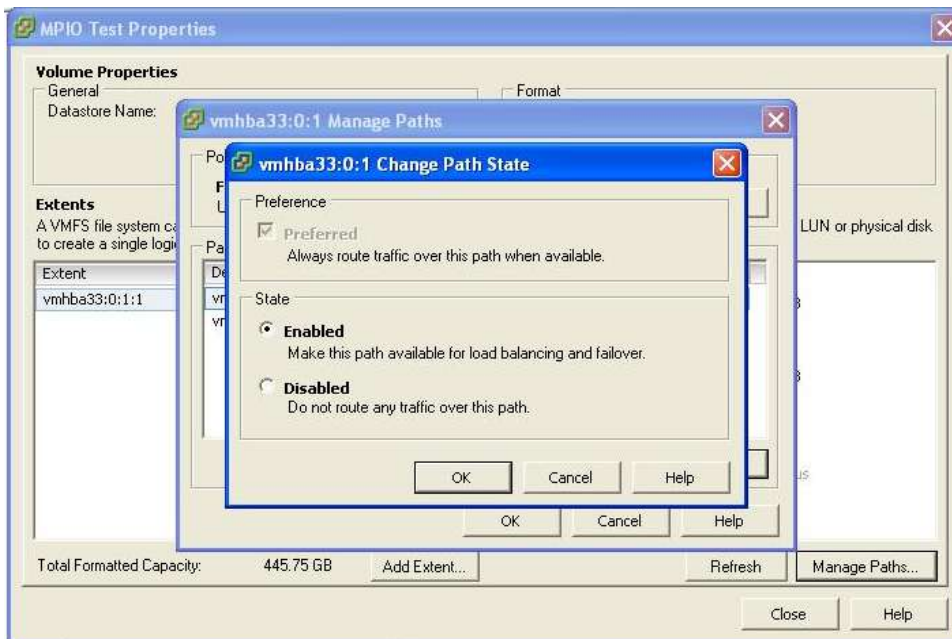 MPIO Test Properties
Volume Properties
General
Format
Datastore Name:
vmhba33:0:1 Manage Paths
vmhba33:0:1 Change Path State
Preference
Preferred
Always route traffic over this path when available.
Extents
A VMFS file system
to create a single
LUN or physical disk
Extent
vmhba33:0:1:1
State
Enabled
Make this path available for load balancing and failover.
Disabled
Do not route any traffic over this path.
OK
Cancel
Help
OK
Cancel
Help
Total Formatted Capacity:
445.75 GB
Add Extent...
Refresh
Manage Paths...
Close
Help